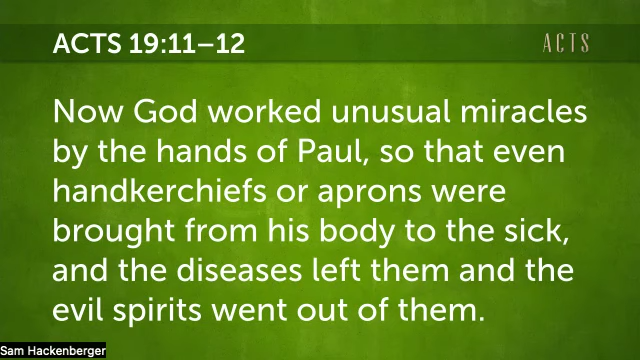 ACTS 19:11–12
ACTS
Now God worked unusual miracles
by the hands of Paul, so that even
handkerchiefs or aprons were
brought from his body to the sick,
and the diseases left them and the
evil spirits went out of them.
Sam Hackenberger